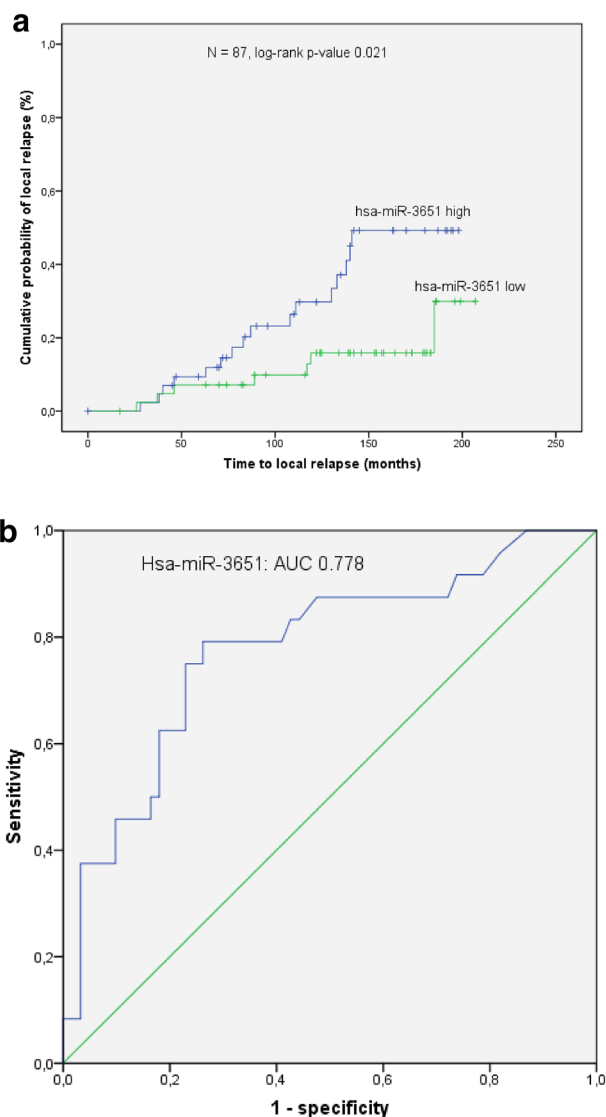 a
N = 87, log-rank p-value 0.021
1,0
0,8
0,6
0,4
0,2
0,0
Cumulative probability of local relapse (%)
hsa-miR-3651 high
hsa-miR-3651 low
0 50 100 150 200 250
Time to local relapse (months)
b
Hsa-miR-3651: AUC 0.778
1,0
0,8
0,6
0,4
0,2
0,0
Sensitivity
0,0 0,2 0,4 0,6 0,8 1,0
1 - specificity